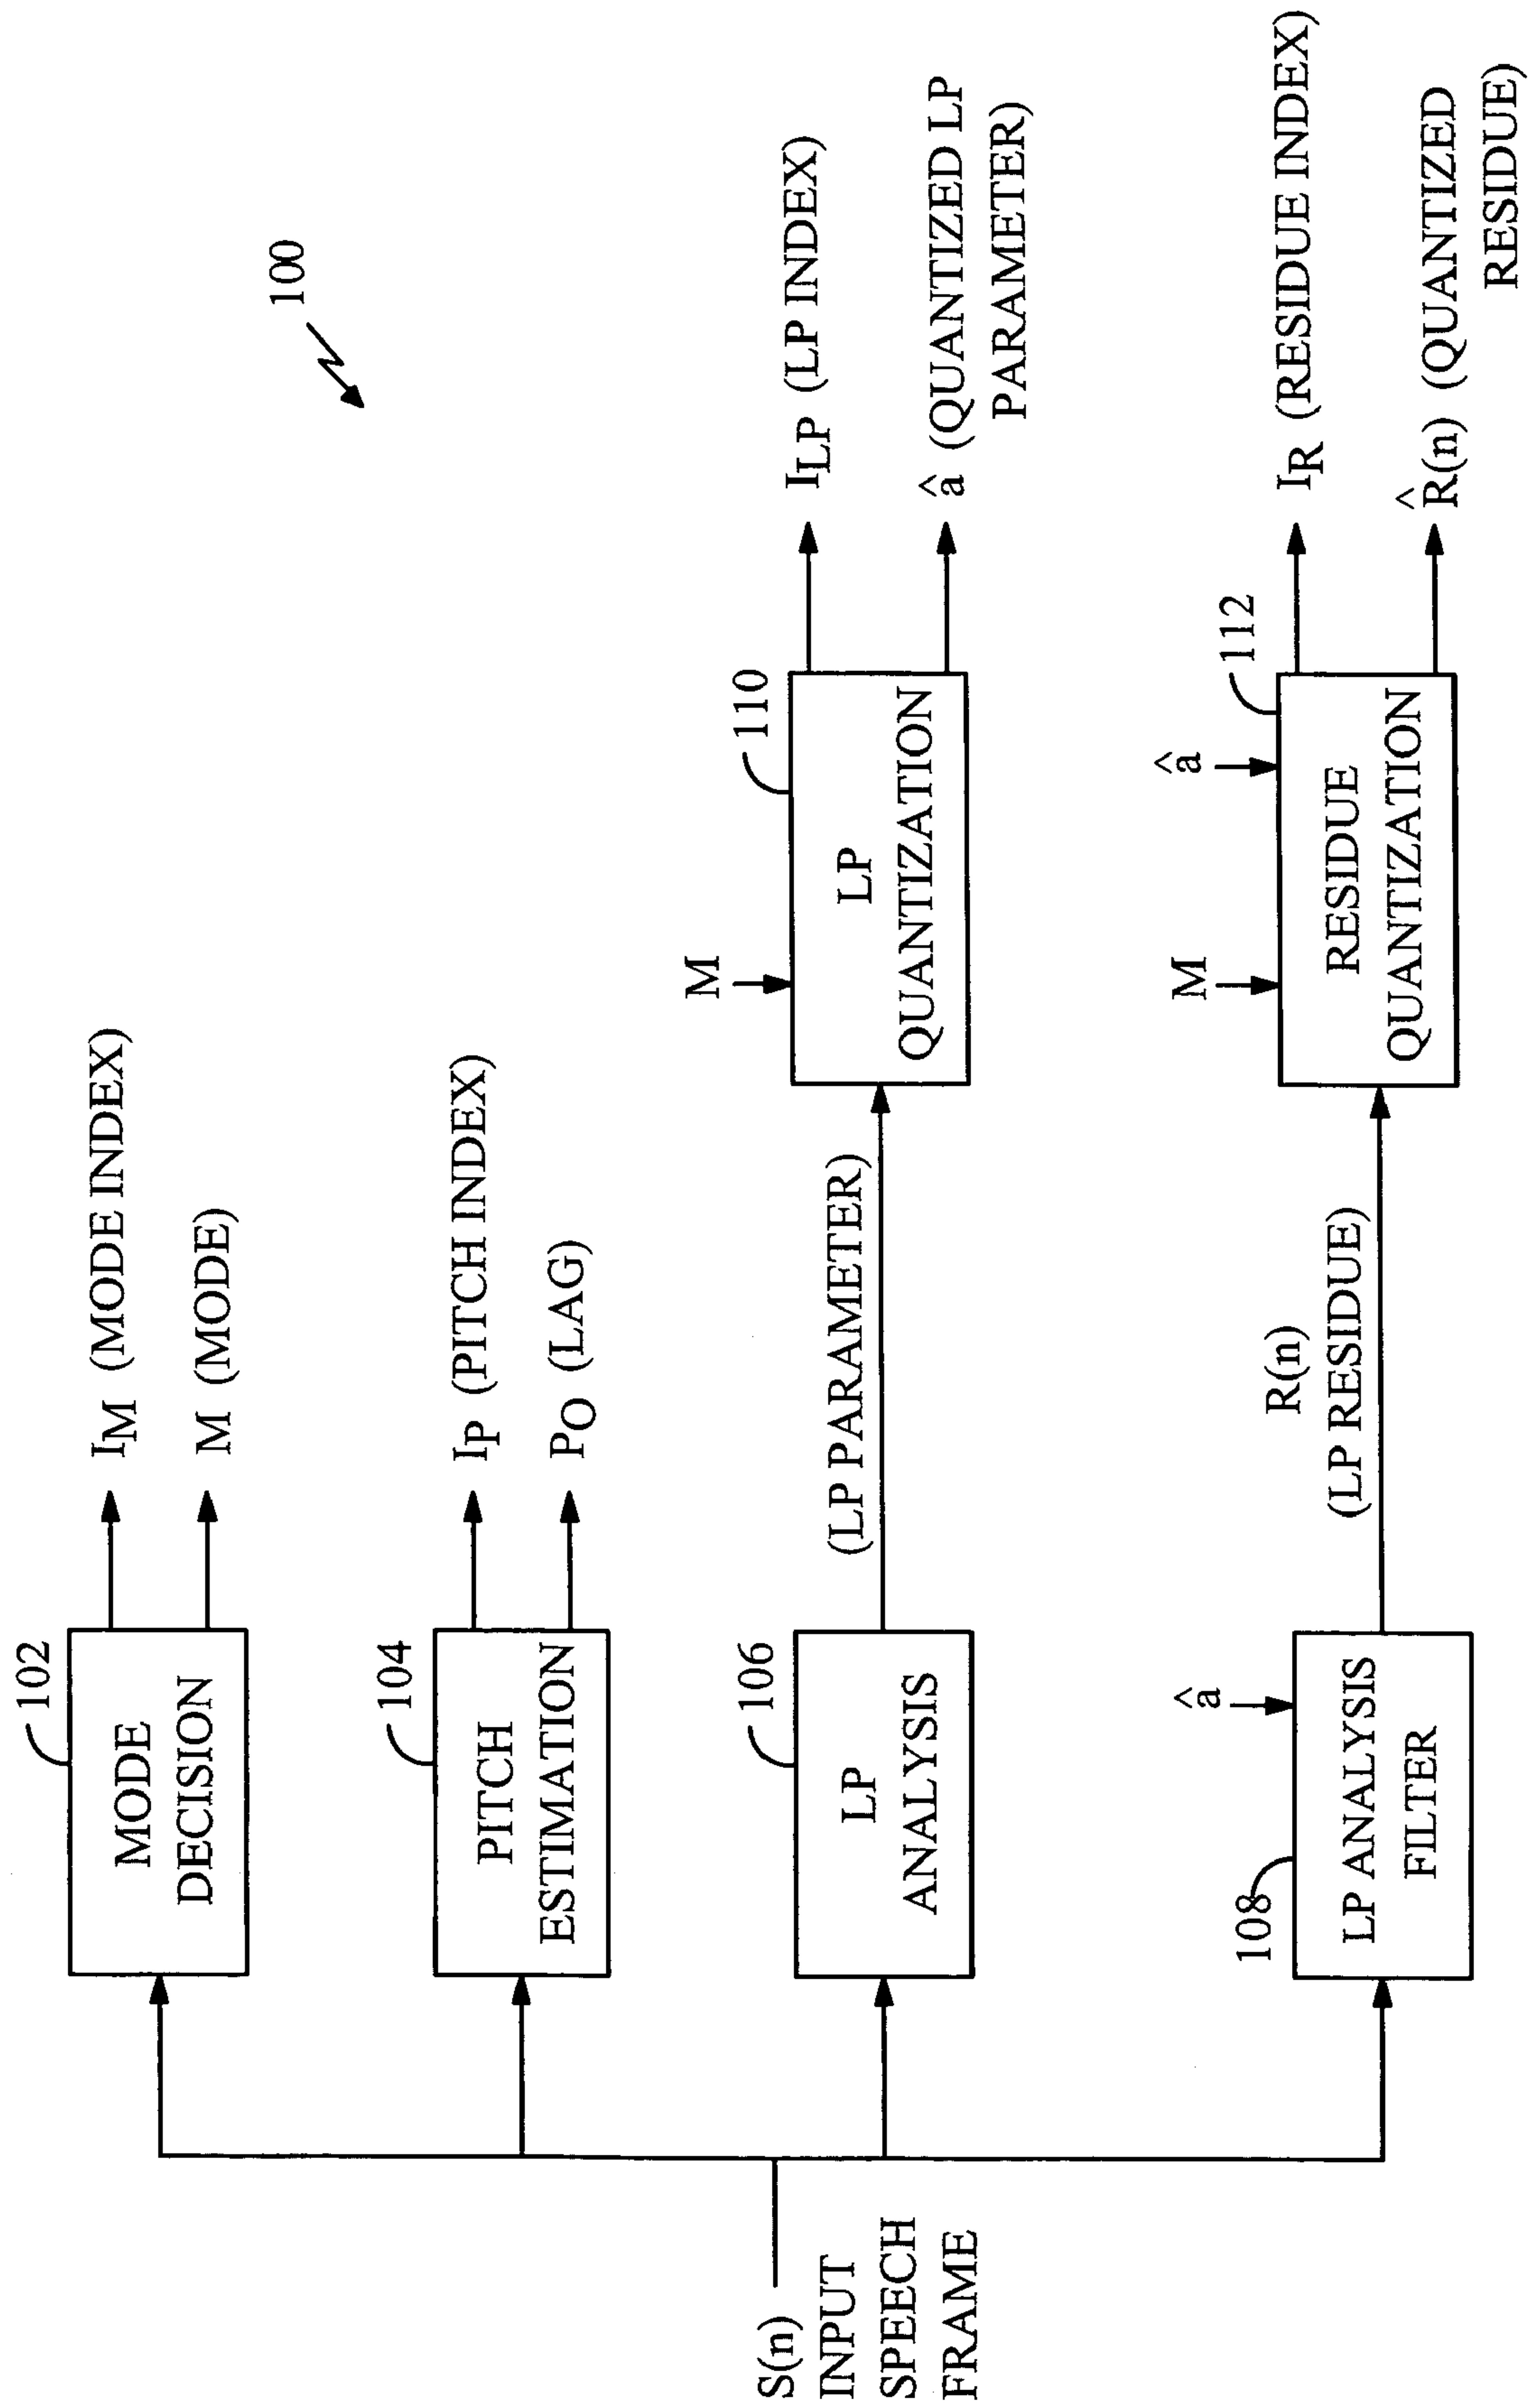 100
102
MODE
DECISION
I_M (MODE INDEX)
M (MODE)
104
PITCH
ESTIMATION
I_P (PITCH INDEX)
P_O (LAG)
S(n)
INPUT
SPEECH
FRAME
106
LP
ANALYSIS
(LP PARAMETER)
M
110
LP
QUANTIZATION
I_LP (LP INDEX)
â (QUANTIZED LP
PARAMETER)
108
â
LP ANALYSIS
FILTER
R(n)
(LP RESIDUE)
M
â
112
RESIDUE
QUANTIZATION
I_R (RESIDUE INDEX)
R̂(n) (QUANTIZED
RESIDUE)